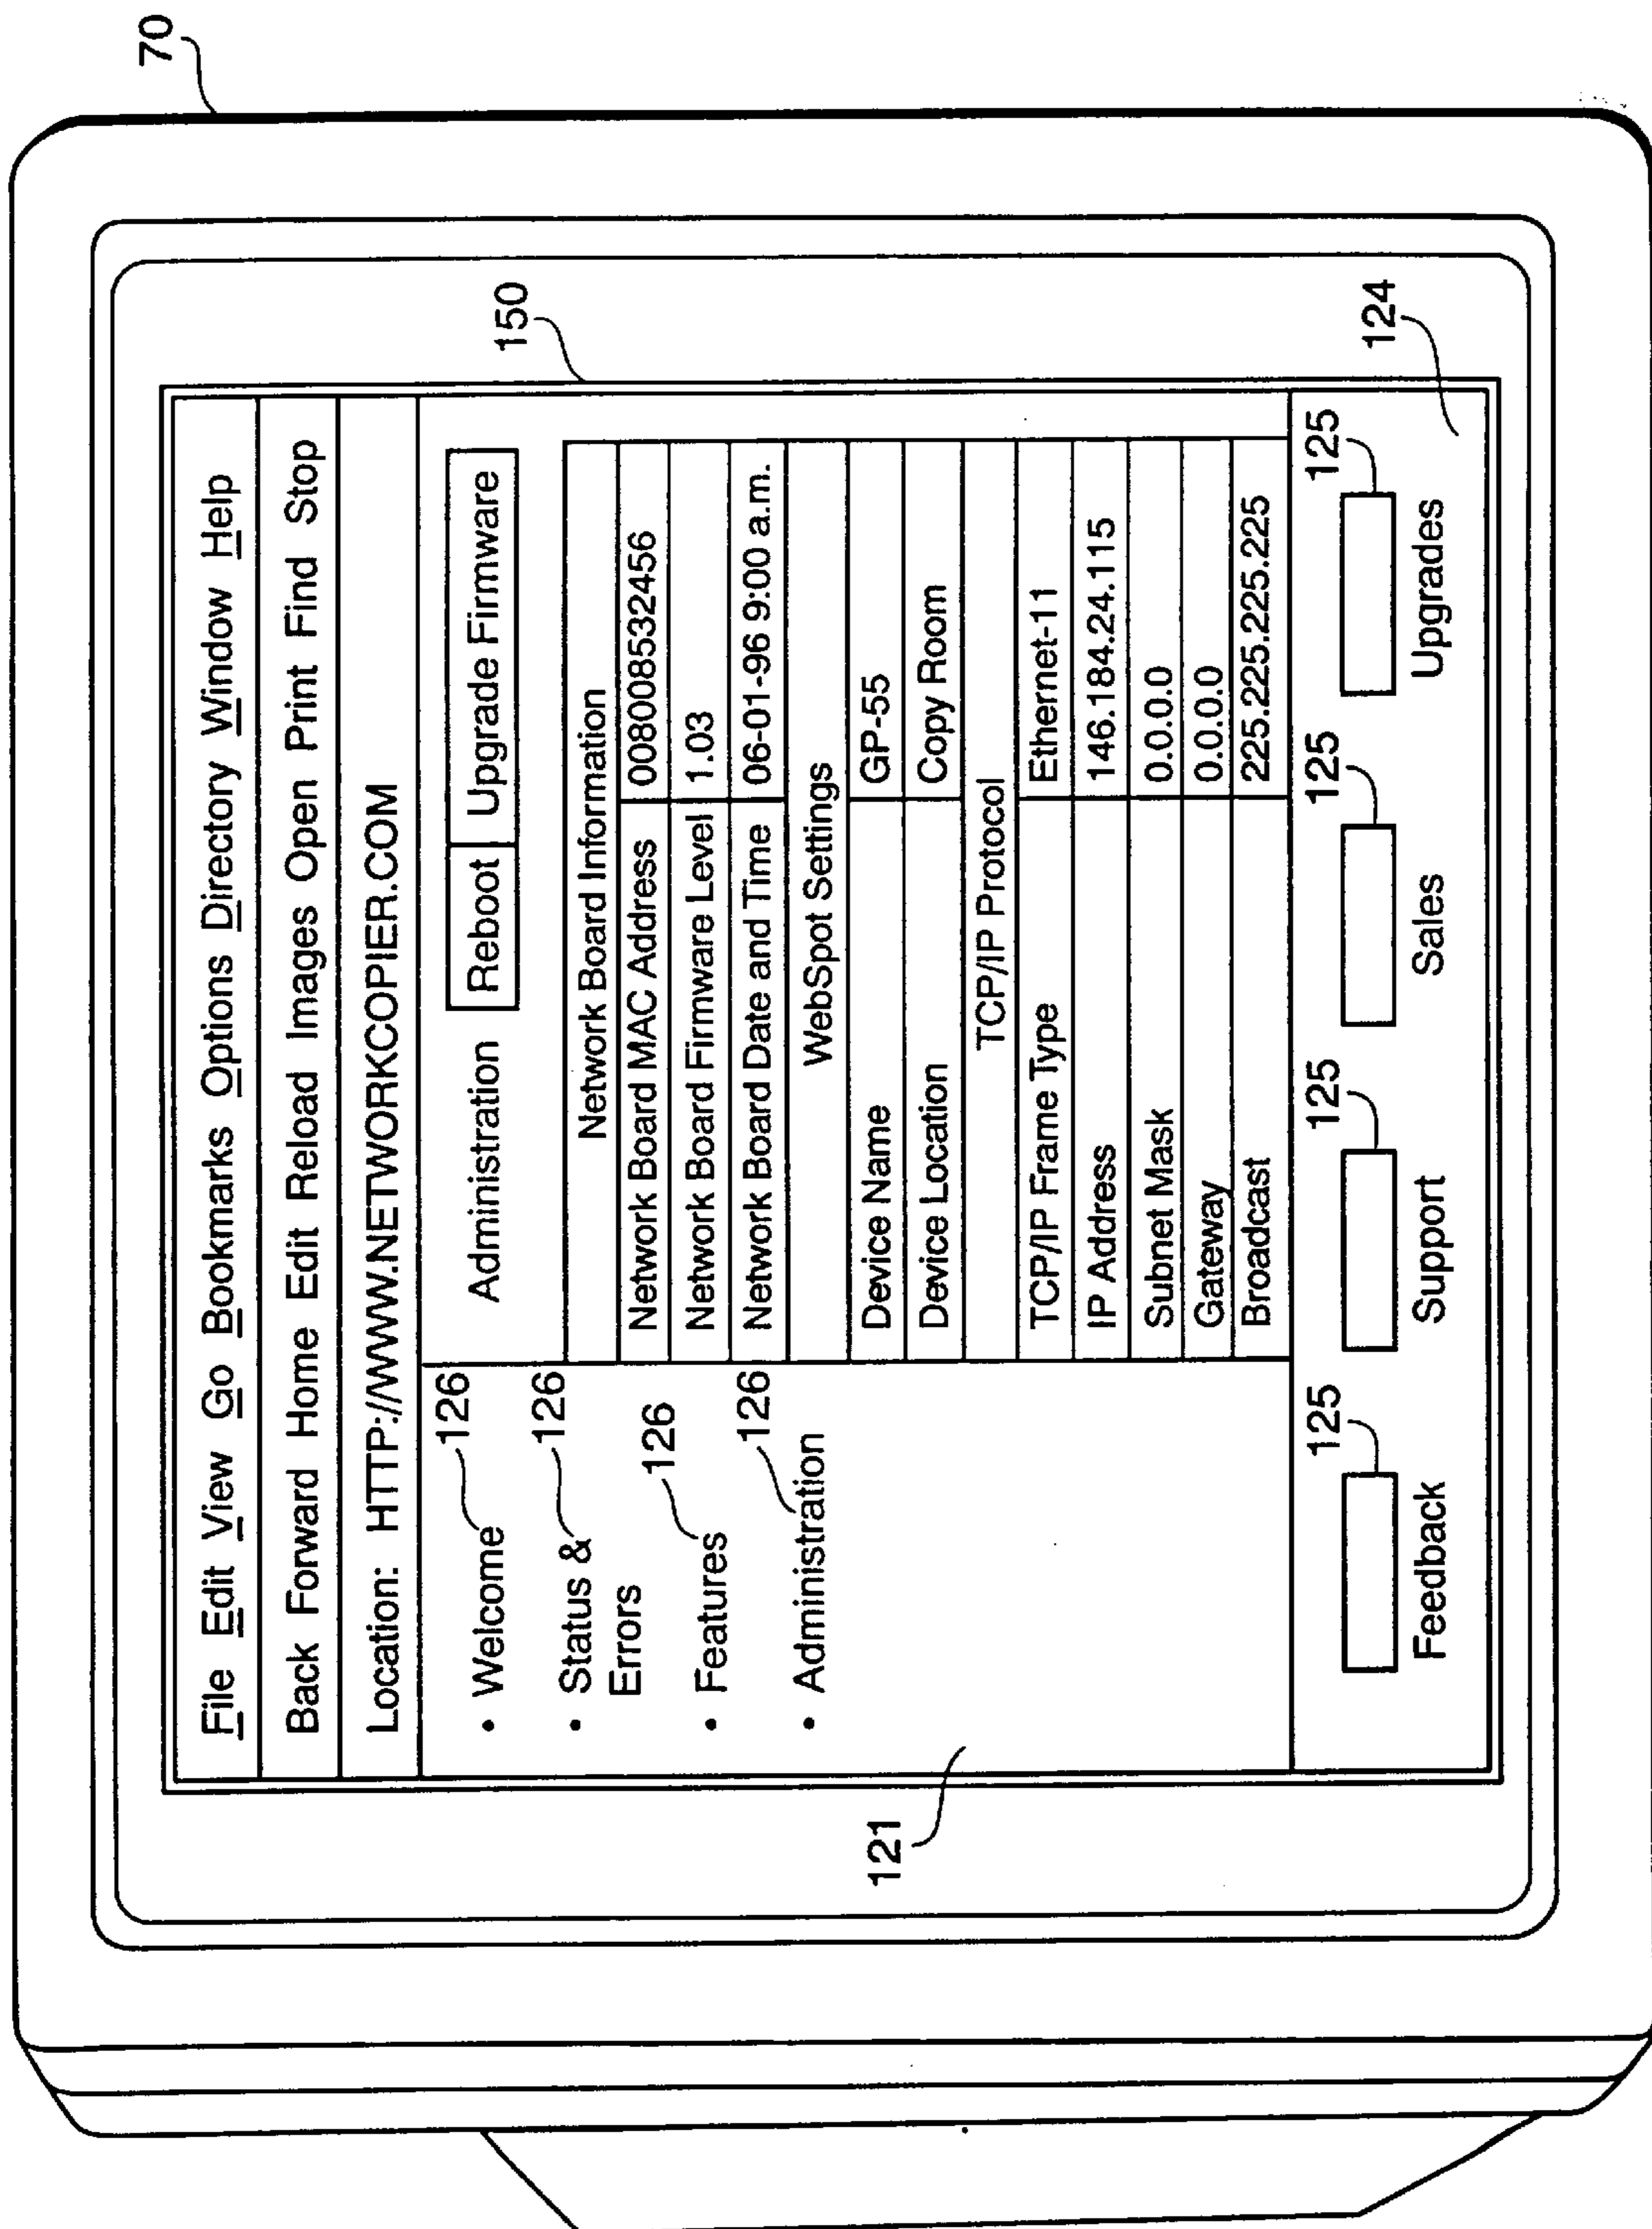 70
150
File Edit View Go Bookmarks Options Directory Window Help
Back Forward Home Edit Reload Images Open Print Find Stop
Location: HTTP://WWW.NETWORKCOPIER.COM
• Welcome 126
• Status & 126
Errors
• Features 126
• Administration 126
121
Administration Reboot Upgrade Firmware
Network Board Information
Network Board MAC Address 008008532456
Network Board Firmware Level 1.03
Network Board Date and Time 06-01-96 9:00 a.m.
WebSpot Settings
Device Name GP-55
Device Location Copy Room
TCP/IP Protocol
TCP/IP Frame Type Ethernet-11
IP Address 146.184.24.115
Subnet Mask 0.0.0.0
Gateway 0.0.0.0
Broadcast 225.225.225.225
125 125 125 125
124
Feedback Support Sales Upgrades